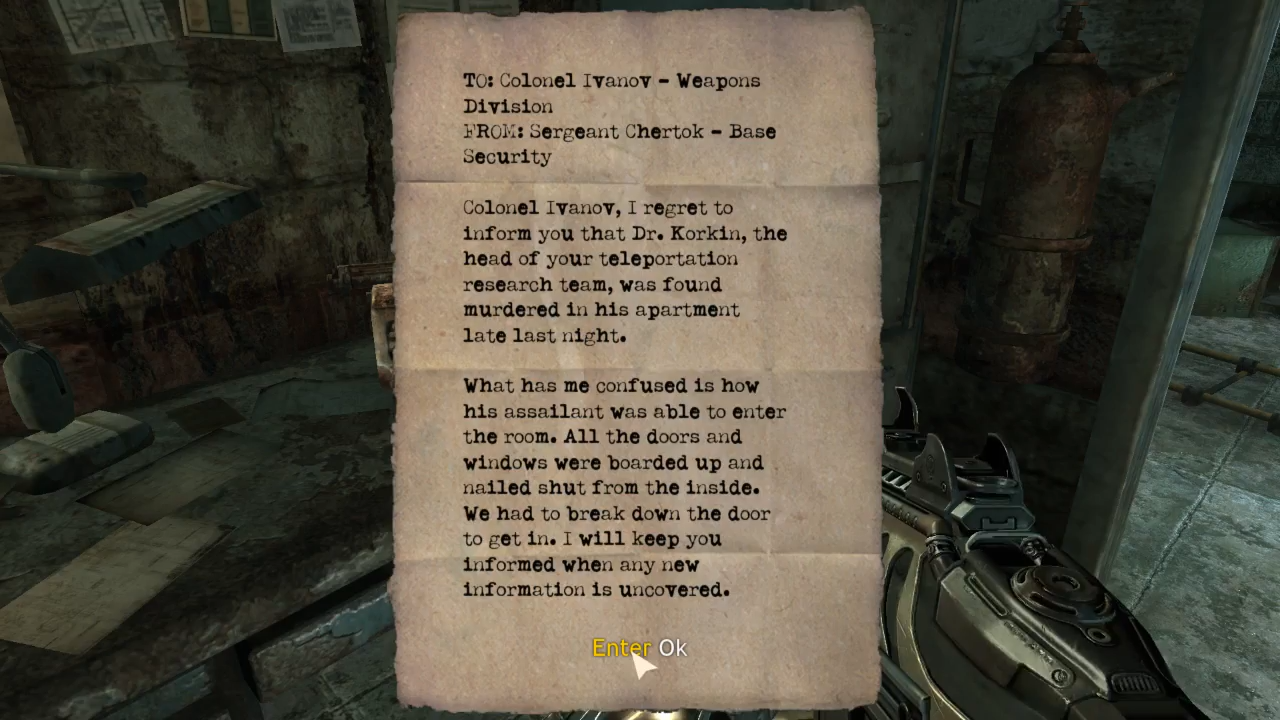 TO: Colonel Ivanov - Weapons
Division
FROM: Sergeant Chertok - Base
Security
Colonel Ivanov, I regret to
inform you that Dr. Korkin, the
head of your teleportation
research team, was found
murdered in his apartment
late last night.
What has me confused is how
his assailant was able to enter
the room. All the doors and
windows were boarded up and
nailed shut from the inside.
We had to break down the door
to get in. I will keep you
informed when any new
information is uncovered.
Enter Ok